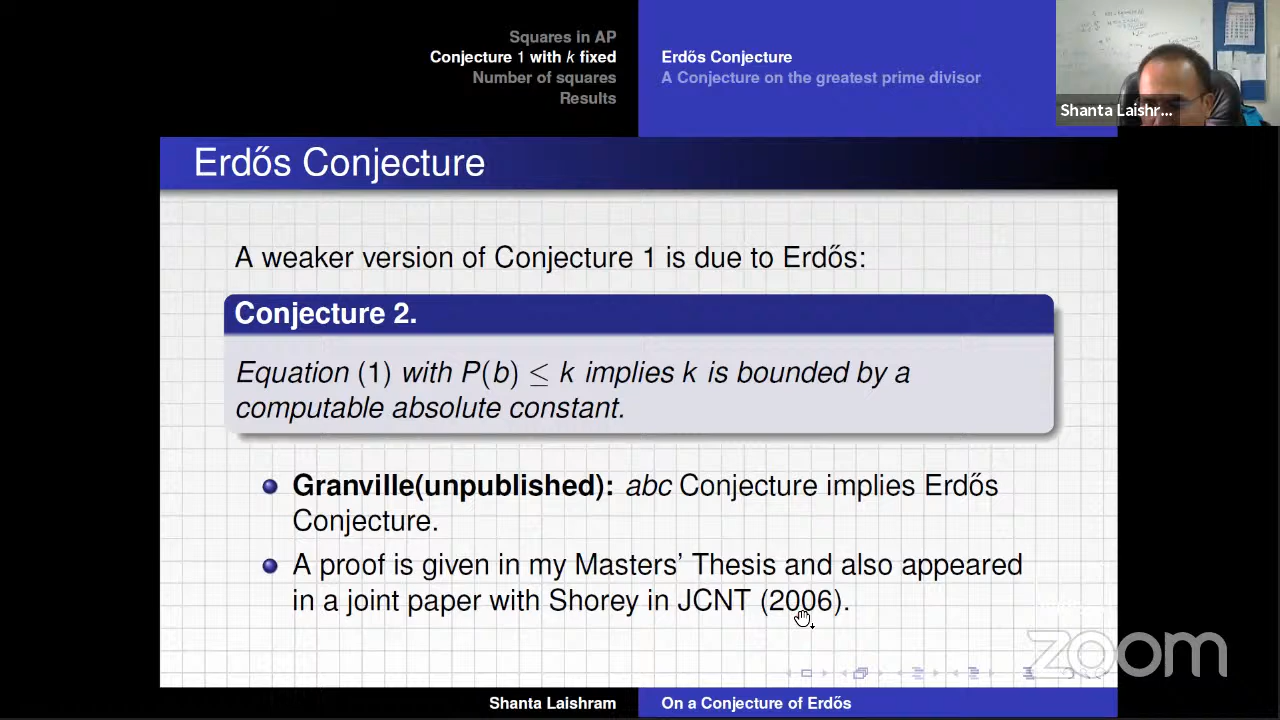 Squares in AP
Conjecture 1 with k fixed
Number of squares
Results
Erdős Conjecture
A Conjecture on the greatest prime divisor
Shanta Laishr...
Erdős Conjecture
A weaker version of Conjecture 1 is due to Erdős:
Conjecture 2.
Equation (1) with P(b) ≤ k implies k is bounded by a
computable absolute constant.
Granville(unpublished): abc Conjecture implies Erdős
Conjecture.
A proof is given in my Masters' Thesis and also appeared
in a joint paper with Shorey in JCNT (2006).
zoom
Shanta Laishram
On a Conjecture of Erdős